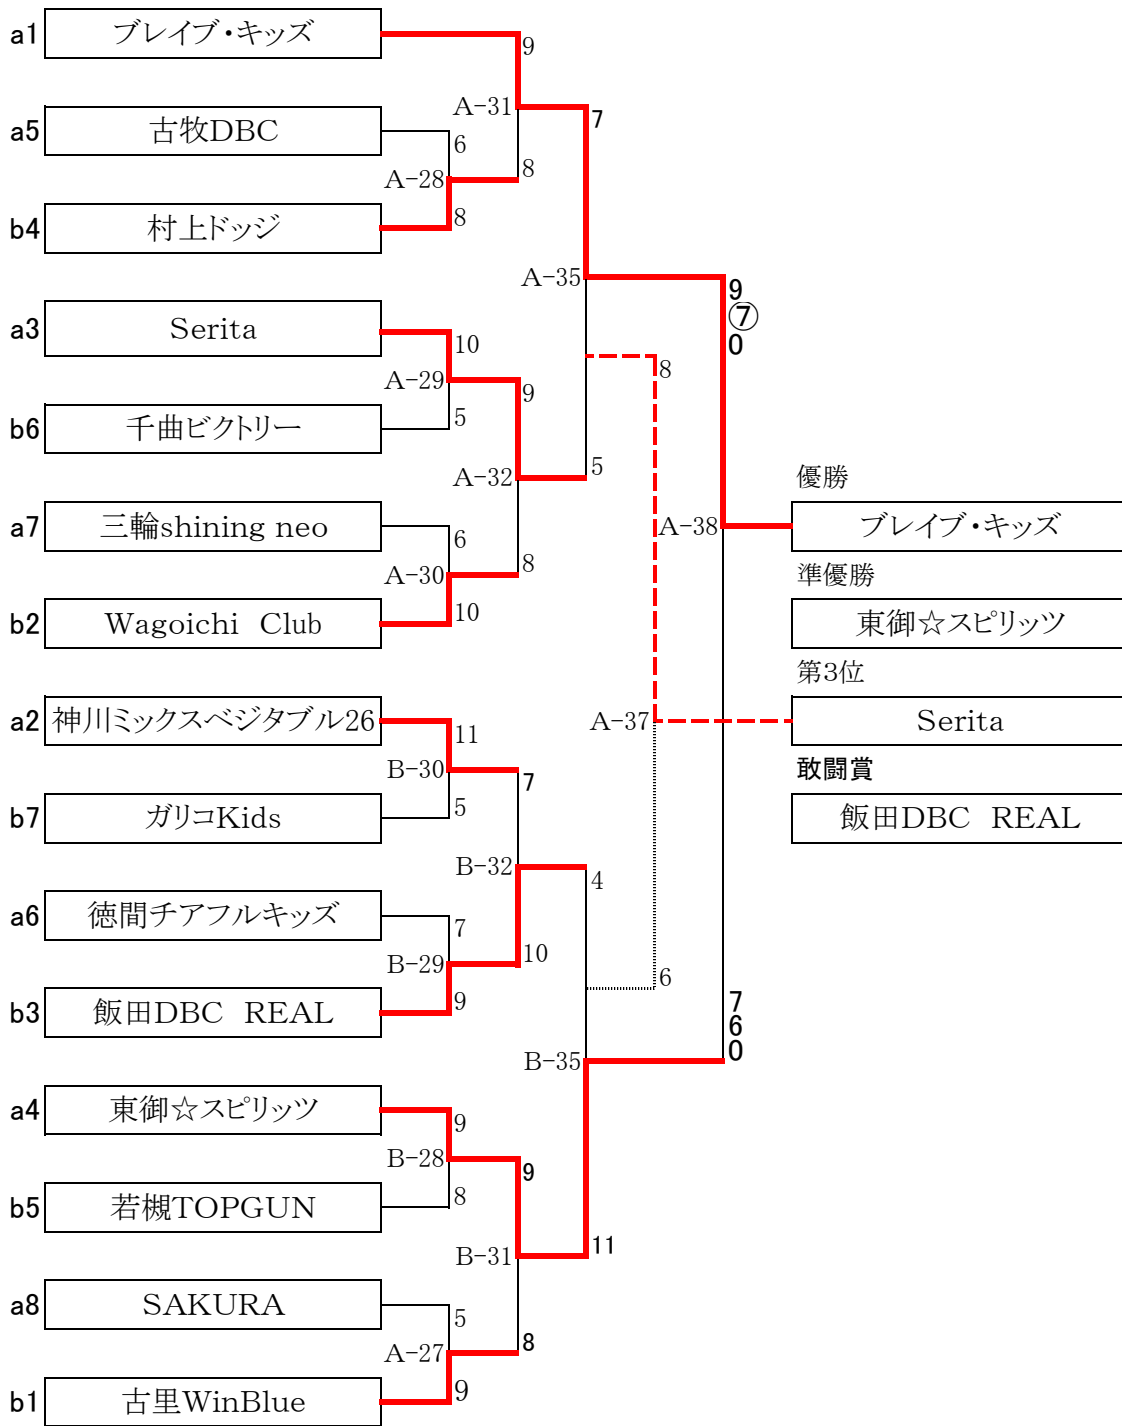 a1 ブレイブ・キッズ
9
A-31
7
a5 古牧DBC
6
A-28
8
b4 村上ドッジ
8
A-35
9
⑦
0
a3 Serita
10
A-29
9
8
b6 千曲ビクトリー
5
A-32
5
優勝
a7 三輪shining neo
6
A-38
ブレイブ・キッズ
A-30
8
準優勝
b2 Wagoichi Club
10
東御☆スピリッツ
第3位
a2 神川ミックスベジタブル26
11
A-37
Serita
B-30
7
敢闘賞
b7 ガリコKids
5
飯田DBC REAL
B-32
4
a6 徳間チアフルキッズ
7
B-29
10
6
b3 飯田DBC REAL
9
7
6
0
B-35
a4 東御☆スピリッツ
9
B-28
9
b5 若槻TOPGUN
8
B-31
11
a8 SAKURA
5
A-27
8
b1 古里WinBlue
9